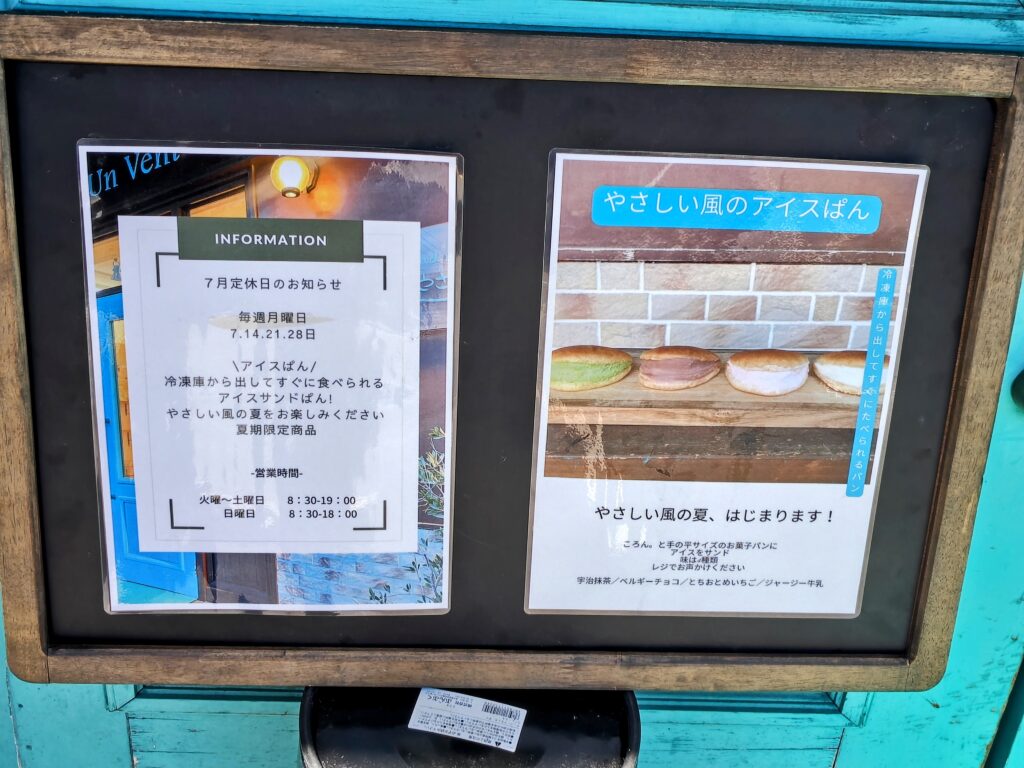 Un Vent
INFORMATION
７月定休日のお知らせ
毎週月曜日
7.14.21.28日
\アイスぱん/
冷凍庫から出してすぐに食べられる
アイスサンドぱん!
やさしい風の夏をお楽しみください
夏期限定商品
-営業時間-
火曜〜土曜日 8：30-19：00
日曜日 8：30-18：00
やさしい風のアイスぱん
冷凍庫から出してすぐにたべられるパン
やさしい風の夏、はじまります！
ころん。と手の平サイズのお菓子パンに
アイスをサンド
味は4種類
レジでお声かけください
宇治抹茶／ベルギーチョコ／とちおとめいちご／ジャージー牛乳